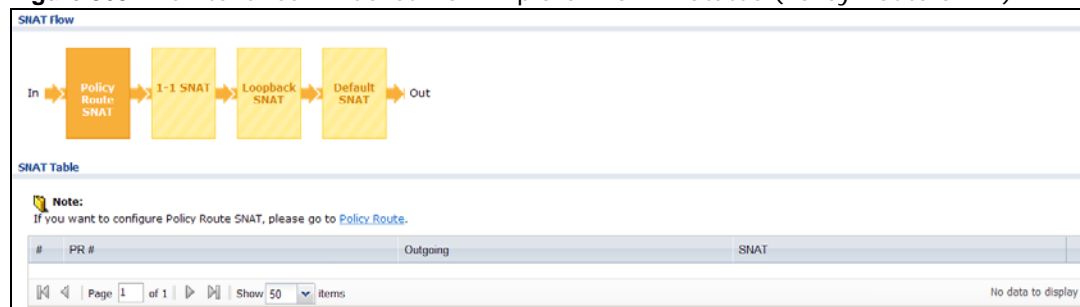 SNAT Flow
In
Policy Route SNAT
1-1 SNAT
Loopback SNAT
Default SNAT
Out
SNAT Table
Note:
If you want to configure Policy Route SNAT, please go to Policy Route.
# PR # Outgoing SNAT
Page 1 of 1 Show 50 items No data to display